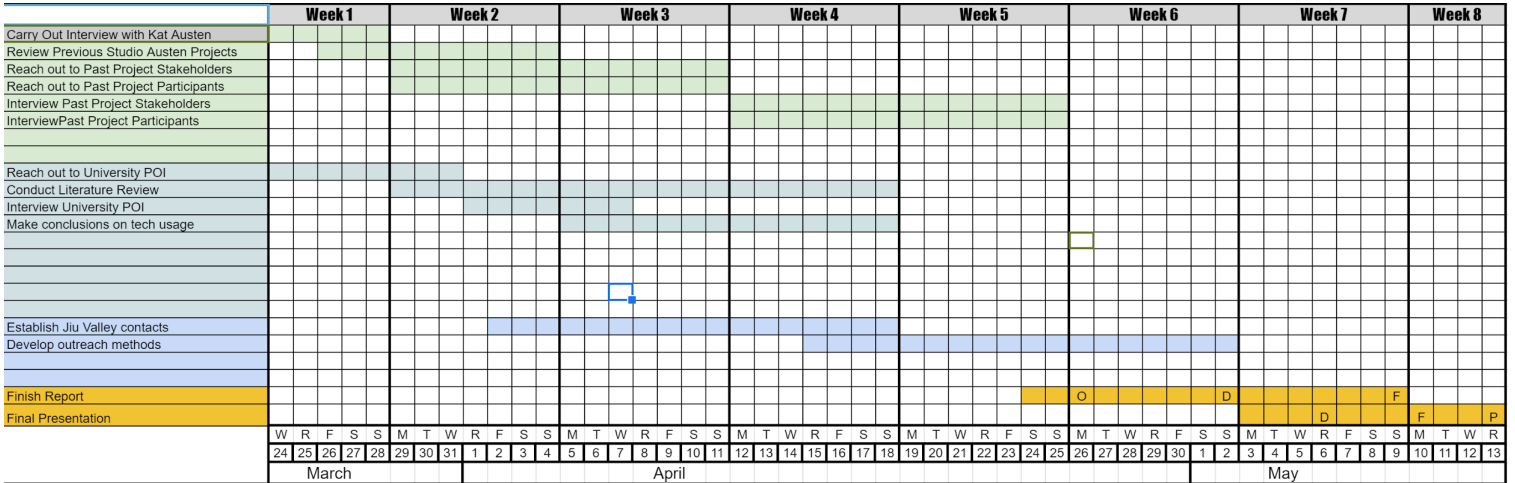 Week 1 Week 2 Week 3 Week 4 Week 5 Week 6 Week 7 Week 8
Carry Out Interview with Kat Austen
Review Previous Studio Austen Projects
Reach out to Past Project Stakeholders
Reach out to Past Project Participants
Interview Past Project Stakeholders
InterviewPast Project Participants
Reach out to University POI
Conduct Literature Review
Interview University POI
Make conclusions on tech usage
Establish Jiu Valley contacts
Develop outreach methods
Finish Report O D F
Final Presentation D F P
W R F S S M T W R F S S M T W R F S S M T W R F S S M T W R F S S M T W R F S S M T W R F S S M T W R
24 25 26 27 28 29 30 31 1 2 3 4 5 6 7 8 9 10 11 12 13 14 15 16 17 18 19 20 21 22 23 24 25 26 27 28 29 30 1 2 3 4 5 6 7 8 9 10 11 12 13
March April May